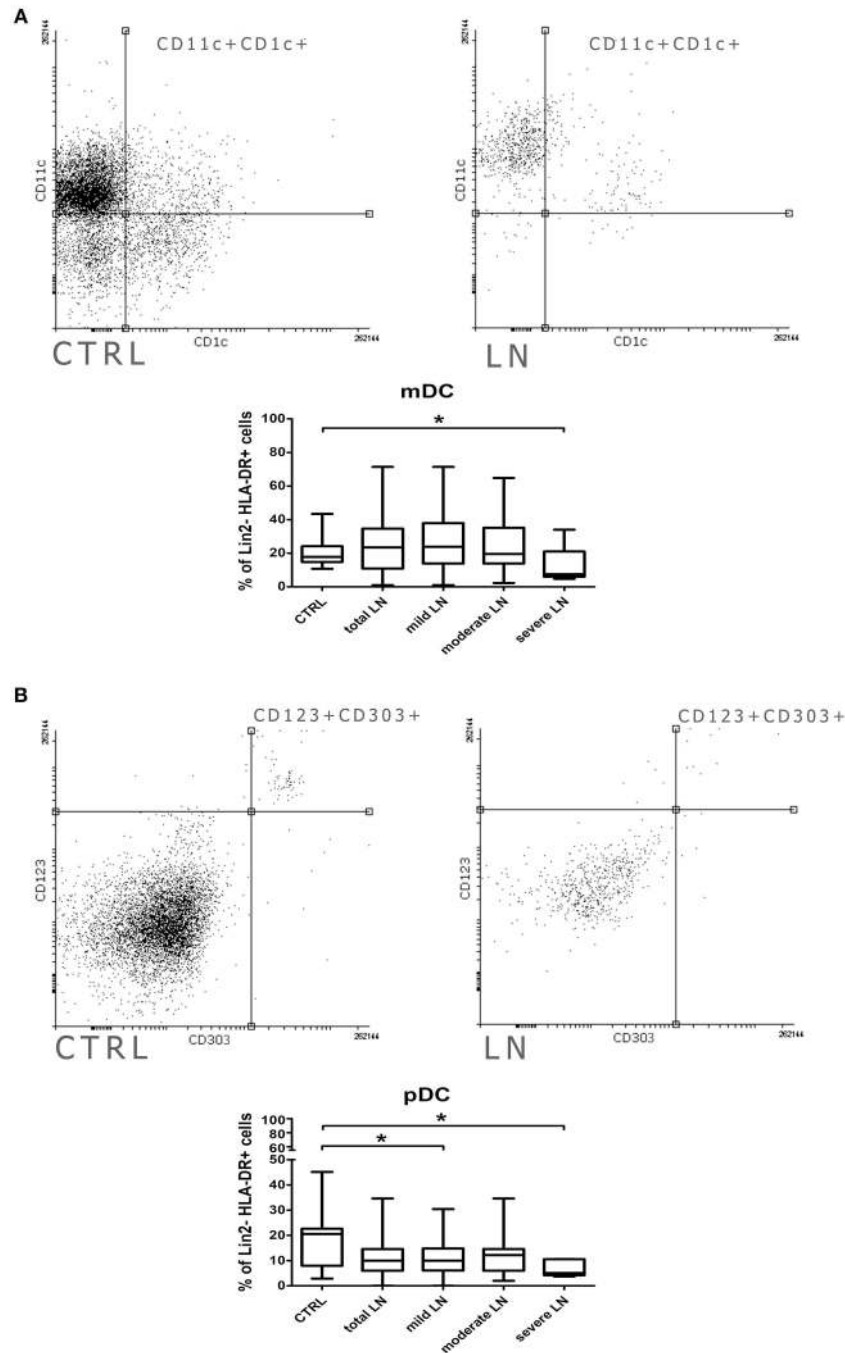 A
262144
CD11c+CD1c+
CD11c
CD1c
262144
CTRL
262144
CD11c+CD1c+
CD11c
CD1c
262144
LN
mDC
% of Lin2- HLA-DR+ cells
100
80
60
40
20
0
*
CTRL
total LN
mild LN
moderate LN
severe LN
B
262144
CD123+CD303+
CD123
CD303
262144
CTRL
262144
CD123+CD303+
CD123
CD303
262144
LN
pDC
% of Lin2- HLA-DR+ cells
100
90
80
70
60
50
40
30
20
10
0
*
*
CTRL
total LN
mild LN
moderate LN
severe LN